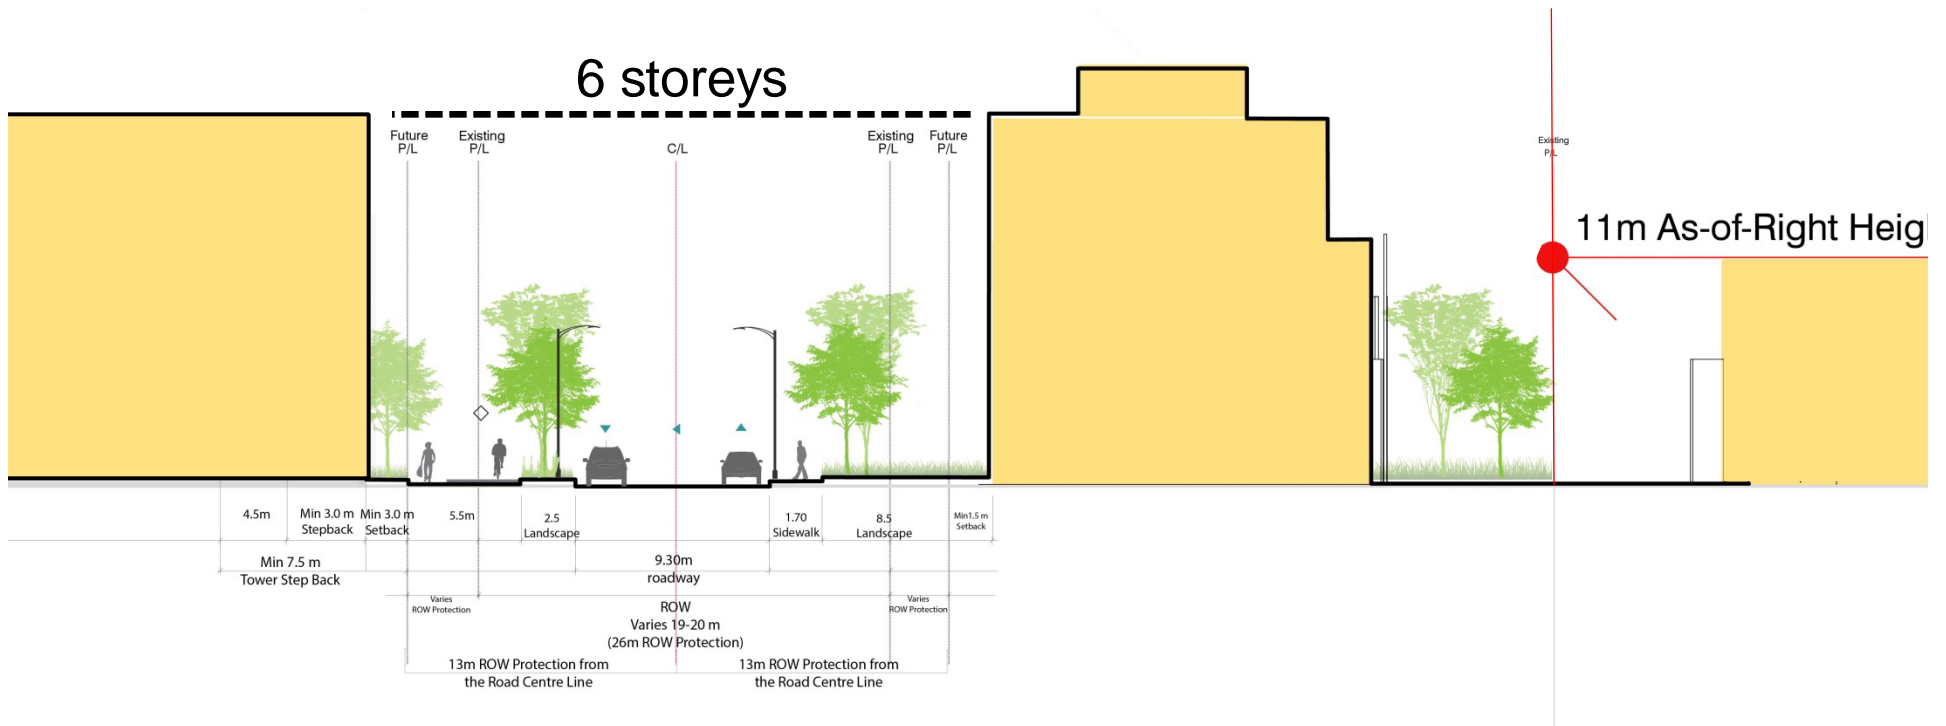 6 storeys
Future
P/L
Existing
P/L
C/L
Existing
P/L
Future
P/L
Existing
P/L
11m As-of-Right Heig
4.5m
Min 3.0 m
Stepback
Min 3.0 m
Setback
5.5m
2.5
Landscape
1.70
Sidewalk
8.5
Landscape
Min1.5 m
Setback
Min 7.5 m
Tower Step Back
9.30m
roadway
Varies
ROW Protection
ROW
Varies 19-20 m
(26m ROW Protection)
Varies
ROW Protection
13m ROW Protection from
the Road Centre Line
13m ROW Protection from
the Road Centre Line